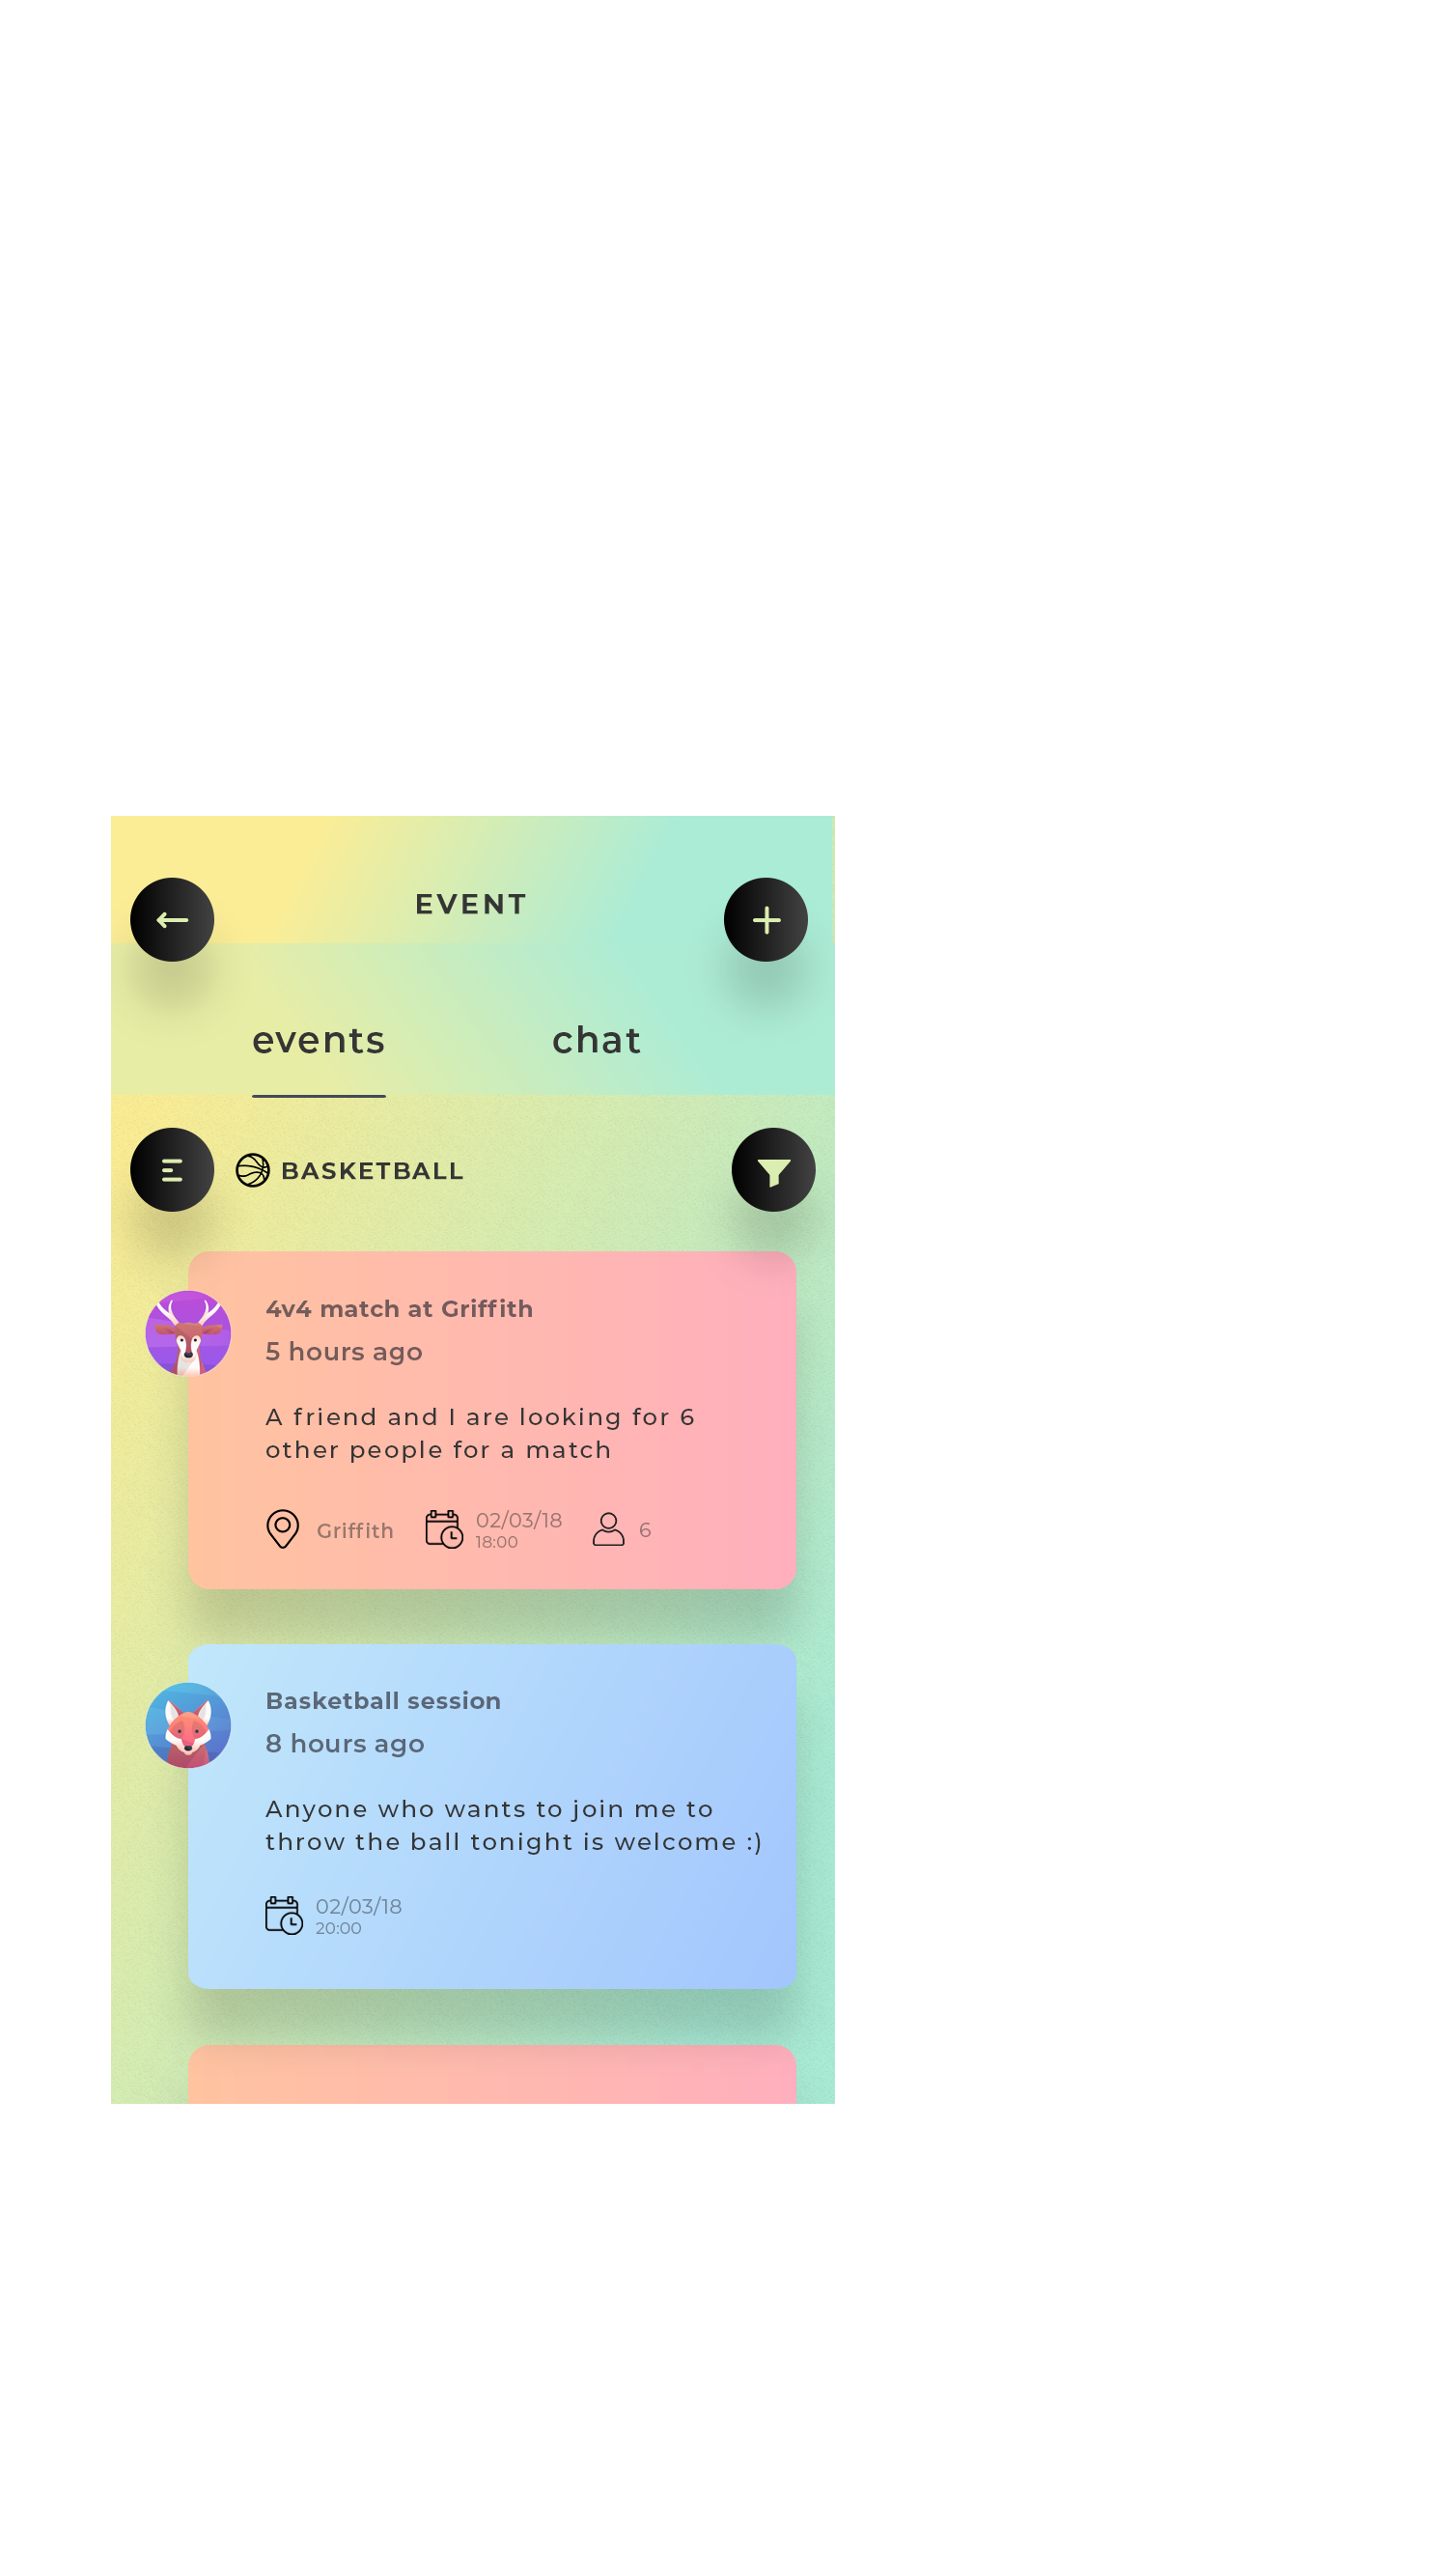 EVENT
events
chat
BASKETBALL
4v4 match at Griffith
5 hours ago
A friend and I are looking for 6
other people for a match
Griffith
02/03/18
18:00
6
Basketball session
8 hours ago
Anyone who wants to join me to
throw the ball tonight is welcome :)
02/03/18
20:00